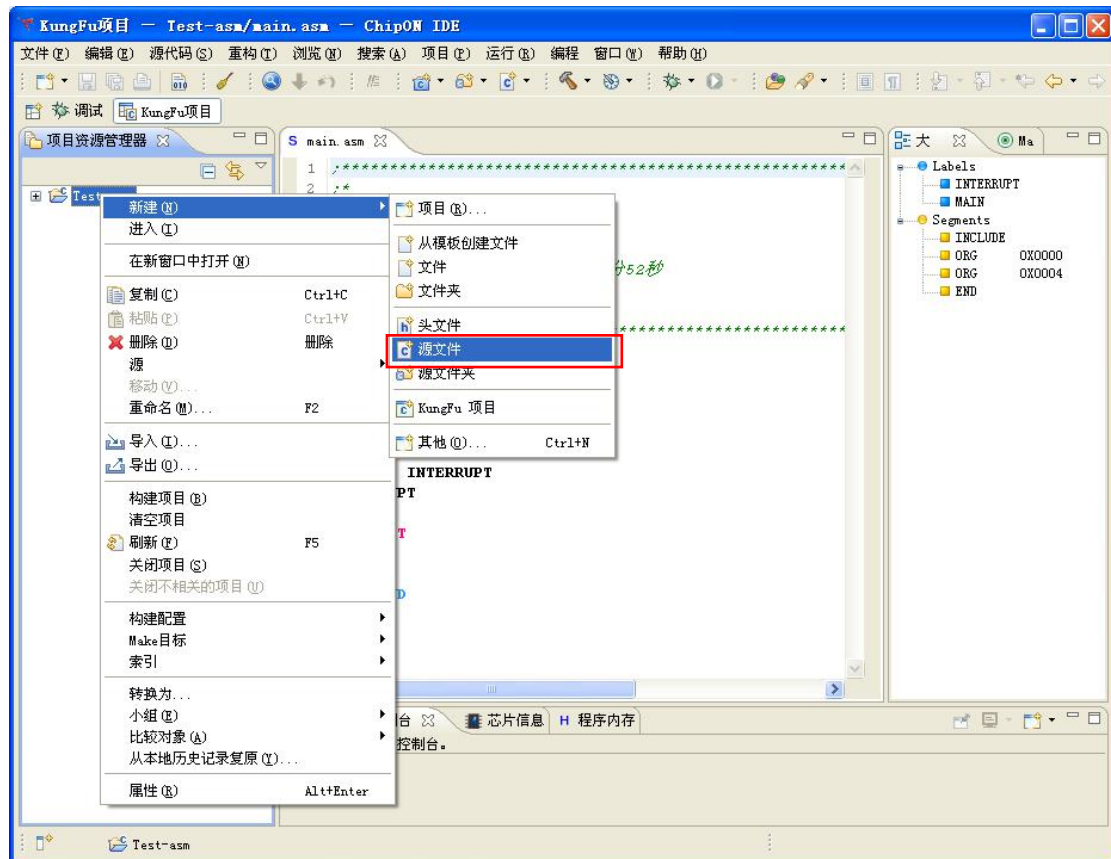 KungFu项目 — Test-asm/main.asm — ChipON IDE
文件(F) 编辑(E) 源代码(S) 重构(T) 浏览(N) 搜索(A) 项目(P) 运行(R) 编程 窗口(W) 帮助(H)
调试 KungFu项目
项目资源管理器
Test
新建(N)
进入(I)
在新窗口中打开(N)
复制(C) Ctrl+C
粘贴(P) Ctrl+V
删除(D) 删除
源
移动(V)...
重命名(M)... F2
导入(I)...
导出(O)...
构建项目(B)
清空项目
刷新(F) F5
关闭项目(S)
关闭不相关的项目(U)
构建配置
Make目标
索引
转换为...
小组(E)
比较对象(A)
从本地历史记录复原(Y)...
属性(R) Alt+Enter
项目(R)...
从模板创建文件
文件
文件夹
头文件
源文件
源文件夹
KungFu 项目
其他(O)... Ctrl+N
S main.asm
1
2 ;*
分52秒
INTERRUPT
PT
T
D
大 Ma
Labels
INTERRUPT
MAIN
Segments
INCLUDE
ORG 0X0000
ORG 0X0004
END
台 芯片信息 H 程序内存
控制台。
Test-asm